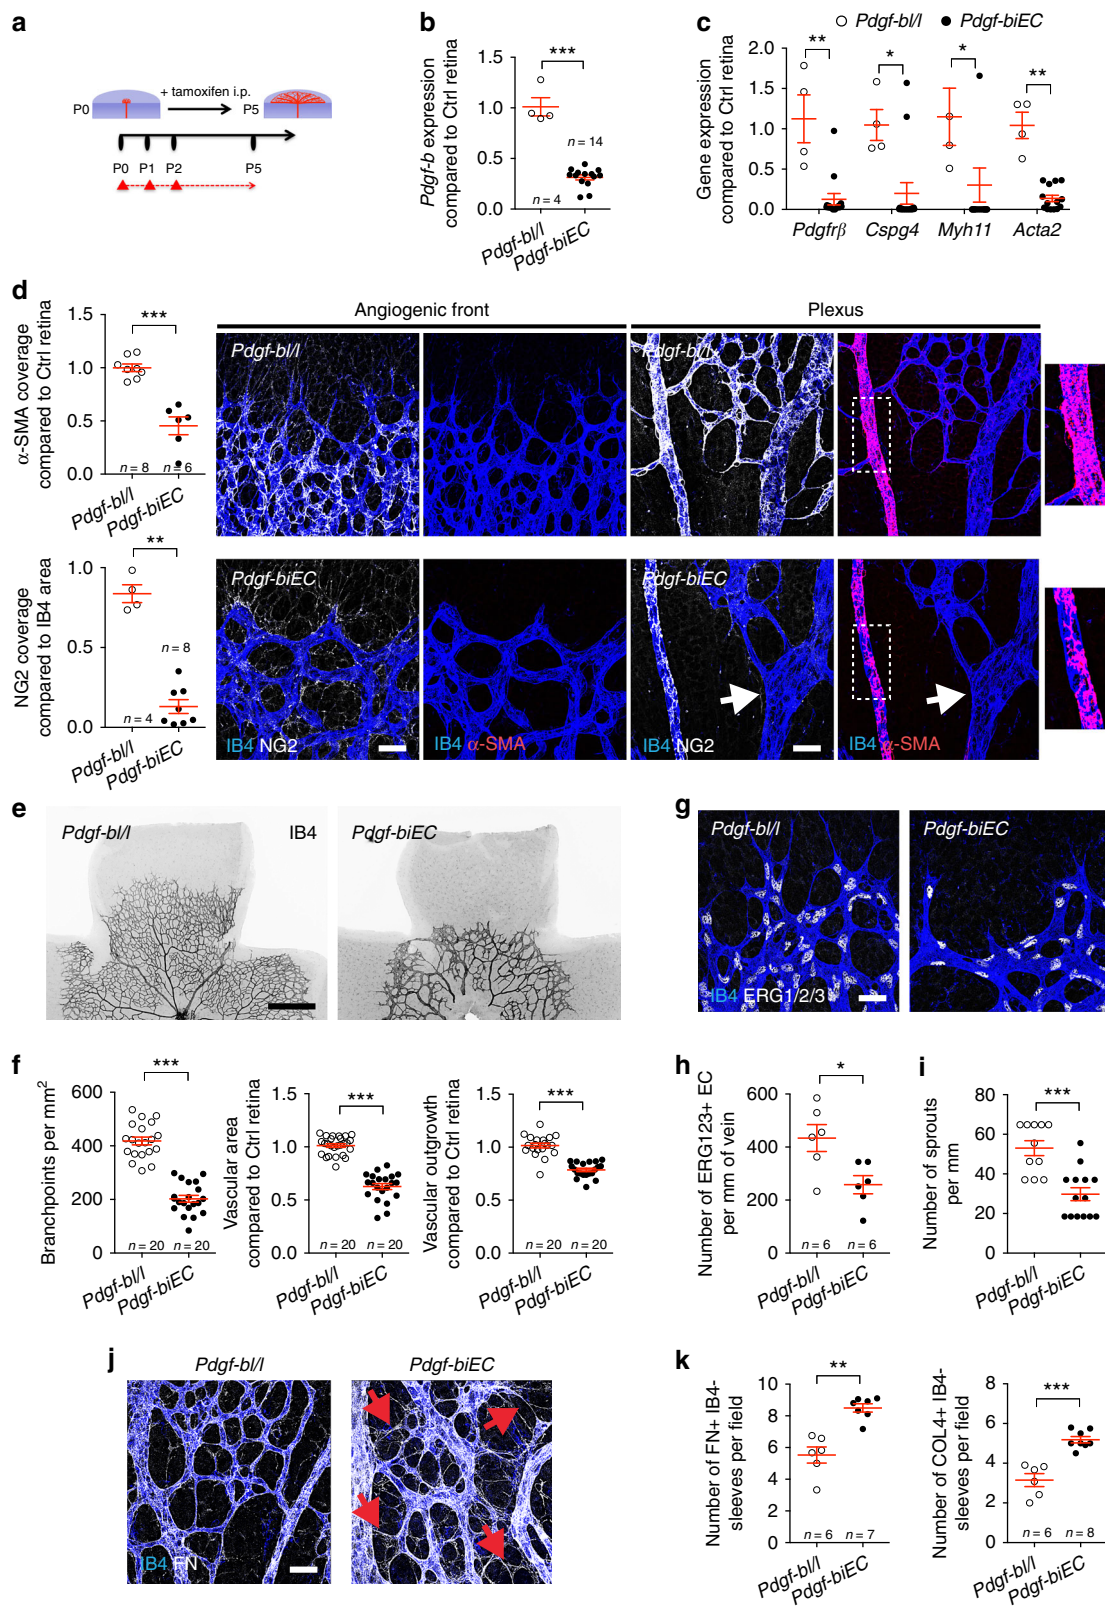 a
P0
+ tamoxifen i.p.
P5
P0 P1 P2 P5
b
Pdgf-b expression
compared to Ctrl retina
1.5
1.0
0.5
0.0
***
n = 14
n = 4
Pdgf-bl/l
Pdgf-biEC
c
Pdgf-bl/l Pdgf-biEC
Gene expression
compared to Ctrl retina
2.0
1.5
1.0
0.5
0.0
** * * **
Pdgfrβ Cspg4 Myh11 Acta2
d
α-SMA coverage
compared to Ctrl retina
1.5
1.0
0.5
0.0
***
n = 8 n = 6
Pdgf-bl/l
Pdgf-biEC
NG2 coverage
compared to IB4 area
1.0
0.5
0.0
**
n = 8
n = 4
Pdgf-bl/l
Pdgf-biEC
Angiogenic front
Plexus
Pdgf-bl/l
Pdgf-bl/l
Pdgf-biEC
Pdgf-biEC
IB4 NG2
IB4 α-SMA
IB4 NG2
IB4 α-SMA
e
Pdgf-bl/l
IB4
Pdgf-biEC
f
Branchpoints per mm²
600
400
200
0
***
n = 20 n = 20
Pdgf-bl/l
Pdgf-biEC
Vascular area
compared to Ctrl retina
1.5
1.0
0.5
0.0
***
n = 20 n = 20
Pdgf-bl/l
Pdgf-biEC
Vascular outgrowth
compared to Ctrl retina
1.5
1
0.5
0
***
n = 20 n = 20
Pdgf-bl/l
Pdgf-biEC
g
Pdgf-bl/l
Pdgf-biEC
IB4 ERG1/2/3
h
Number of ERG123+ EC
per mm of vein
600
400
200
0
*
n = 6 n = 6
Pdgf-bl/l
Pdgf-biEC
i
Number of sprouts
per mm
80
60
40
20
0
***
Pdgf-bl/l
Pdgf-biEC
j
Pdgf-bl/l
Pdgf-biEC
IB4 FN
k
Number of FN+ IB4-
sleeves per field
10
8
6
4
2
0
**
n = 6 n = 7
Pdgf-bl/l
Pdgf-biEC
Number of COL4+ IB4-
sleeves per field
8
6
4
2
0
***
n = 6 n = 8
Pdgf-bl/l
Pdgf-biEC